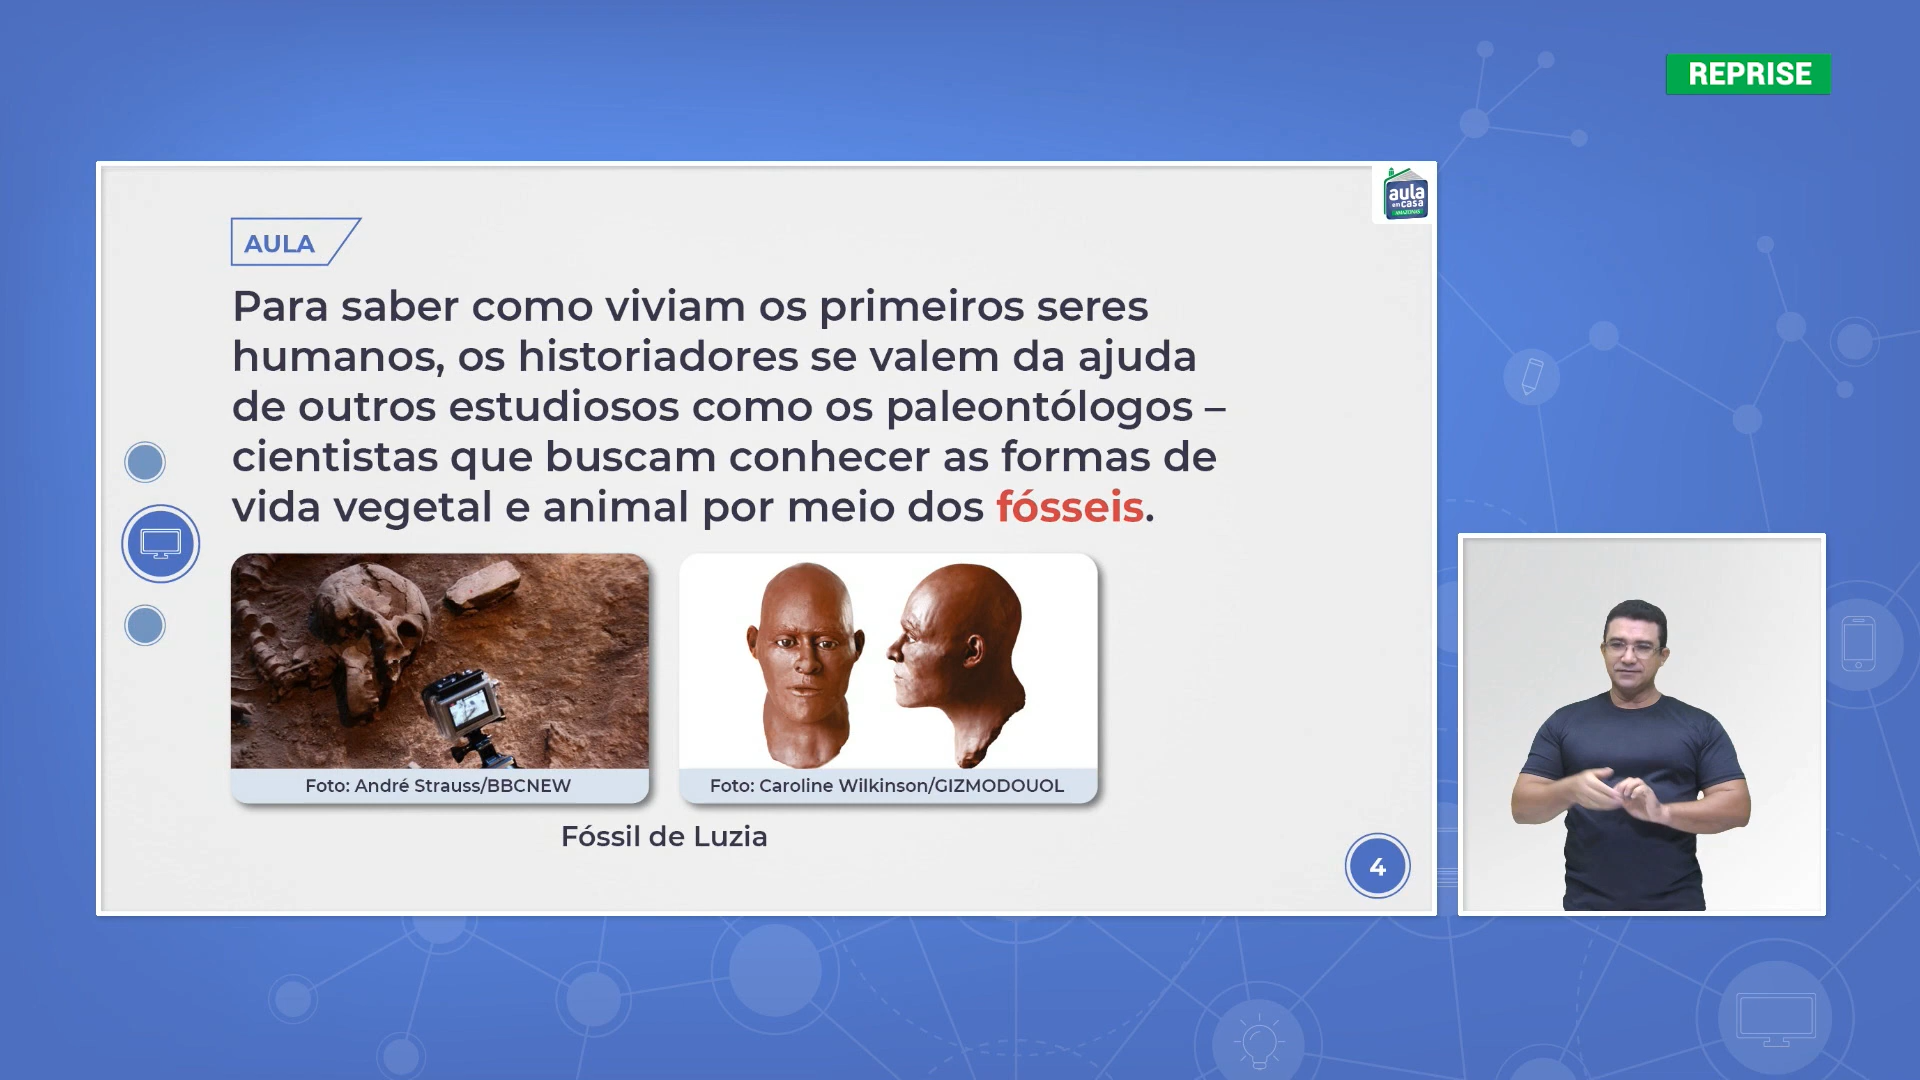 REPRISE
aula
em casa
AMAZONAS
AULA
Para saber como viviam os primeiros seres
humanos, os historiadores se valem da ajuda
de outros estudiosos como os paleontólogos –
cientistas que buscam conhecer as formas de
vida vegetal e animal por meio dos fósseis.
Foto: André Strauss/BBCNEW
Foto: Caroline Wilkinson/GIZMODOUOL
Fóssil de Luzia
4